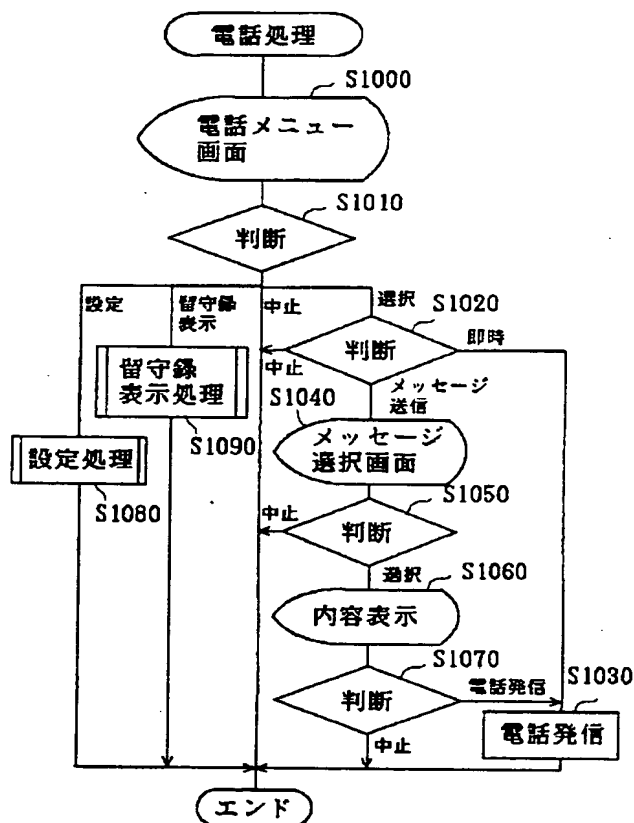 電話処理
S1000
電話メニュー
画面
S1010
判断
設定
留守録
表示
中止
選択
S1020
判断
即時
中止
留守録
表示処理
S1090
メッセージ
送信
S1040
メッセージ
選択画面
設定処理
S1080
S1050
判断
中止
選択
S1060
内容表示
S1070
判断
電話発信
S1030
電話発信
中止
エンド